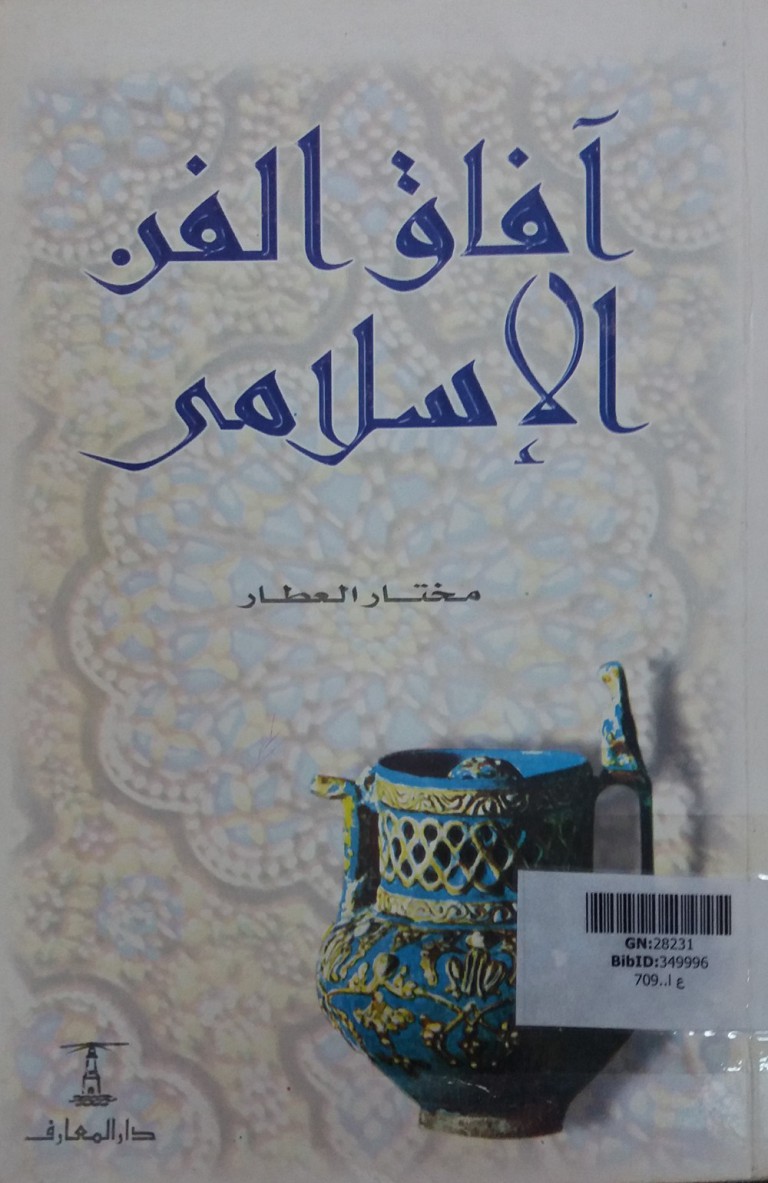 آفاق الفن
الإسلامى
مختار العطار
GN:28231
BibID:349996
709..ع ا
دار المعارف